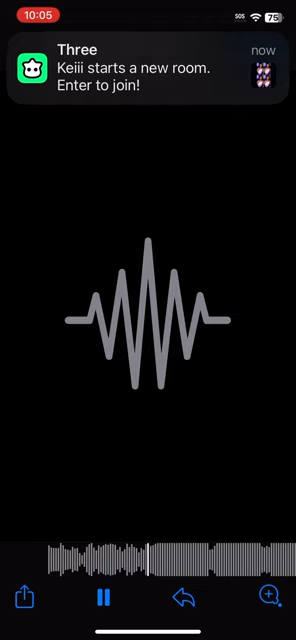 10:05
SOS
75
Three
now
Keiii starts a new room.
Enter to join!